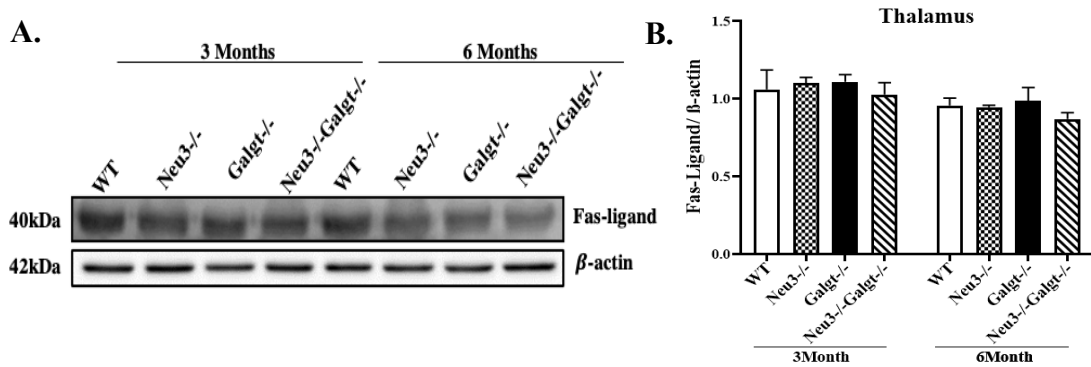 A.
3 Months 6 Months
WT Neu3-/- Galgt-/- Neu3-/-Galgt-/- WT Neu3-/- Galgt-/- Neu3-/-Galgt-/-
40kDa Fas-ligand
42kDa β-actin
B.
Thalamus
Fas-Ligand/ ß-actin
1.5
1.0
0.5
0.0
WT Neu3-/- Galgt-/- Neu3-/-Galgt-/- WT Neu3-/- Galgt-/- Neu3-/-Galgt-/-
3Month 6Month